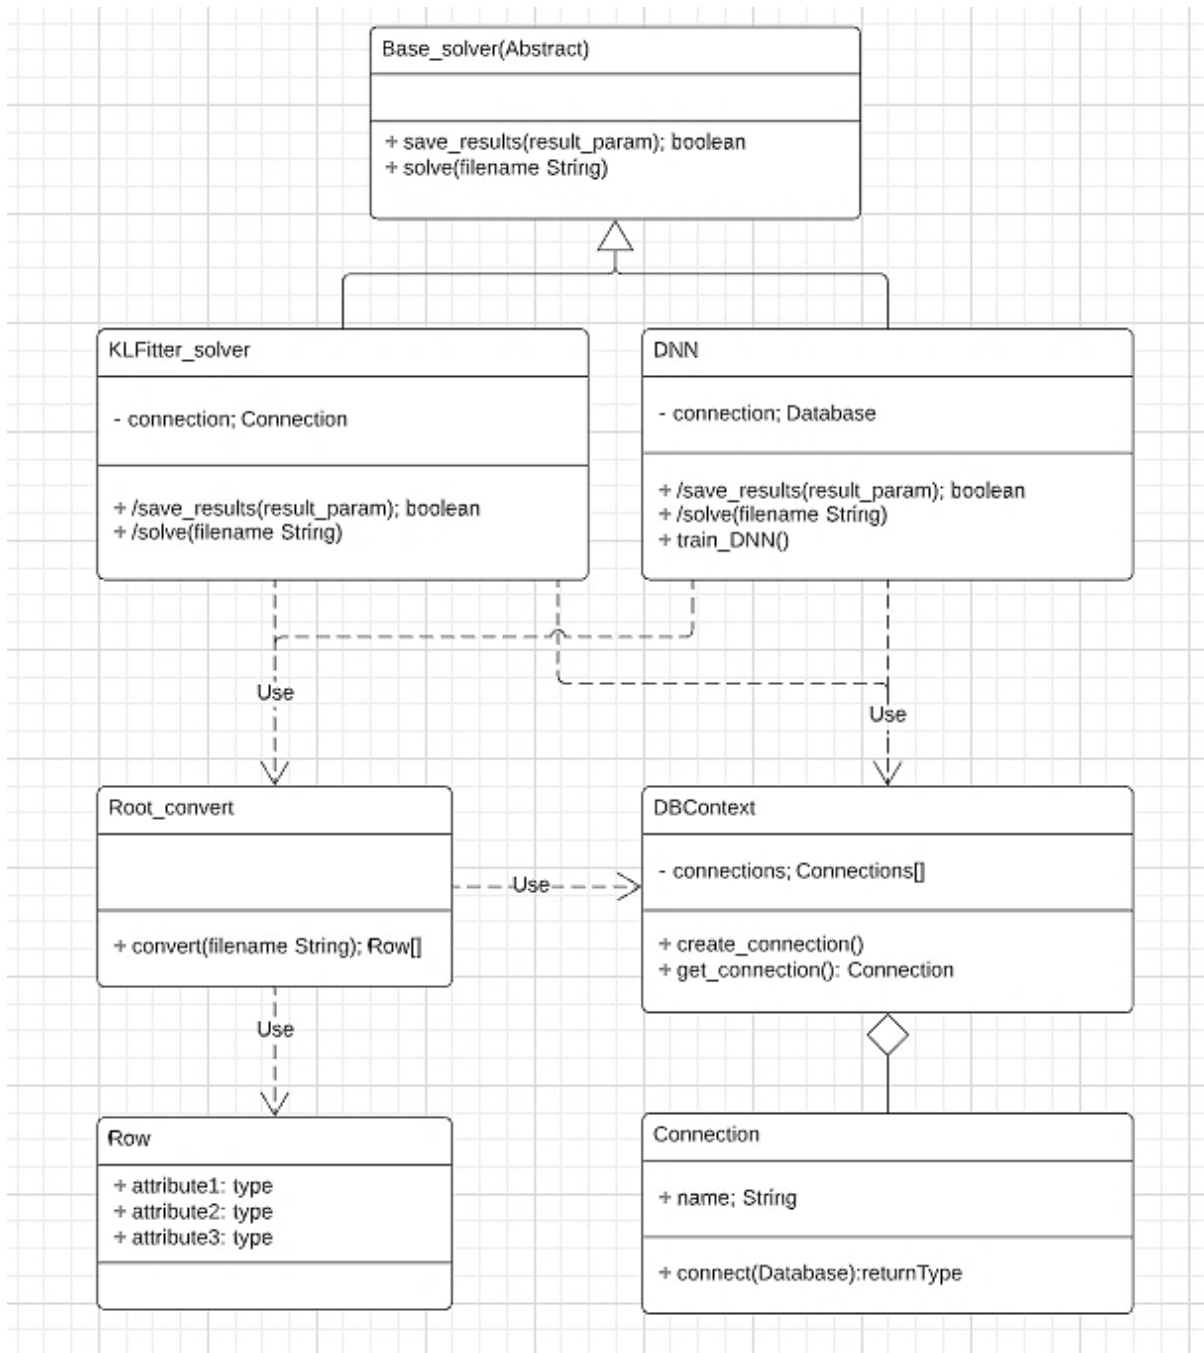 Base_solver(Abstract)
+ save_results(result_param); boolean
+ solve(filename String)
KLFitter_solver
- connection; Connection
+ /save_results(result_param); boolean
+ /solve(filename String)
DNN
- connection; Database
+ /save_results(result_param); boolean
+ /solve(filename String)
+ train_DNN()
Use
Use
Root_convert
+ convert(filename String); Row[]
Use
DBContext
- connections; Connections[]
+ create_connection()
+ get_connection(): Connection
Use
Row
+ attribute1: type
+ attribute2: type
+ attribute3: type
Connection
+ name; String
+ connect(Database):returnType